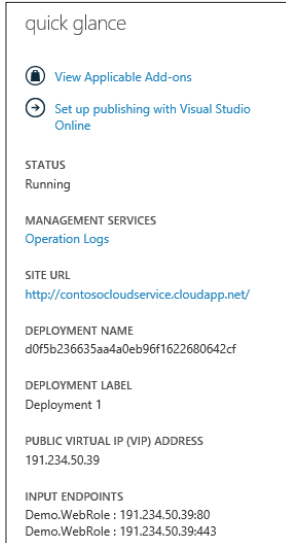 quick glance
View Applicable Add-ons
Set up publishing with Visual Studio
Online
STATUS
Running
MANAGEMENT SERVICES
Operation Logs
SITE URL
http://contosocloudservice.cloudapp.net/
DEPLOYMENT NAME
d0f5b236635aa4a0eb96f1622680642cf
DEPLOYMENT LABEL
Deployment 1
PUBLIC VIRTUAL IP (VIP) ADDRESS
191.234.50.39
INPUT ENDPOINTS
Demo.WebRole : 191.234.50.39:80
Demo.WebRole : 191.234.50.39:443